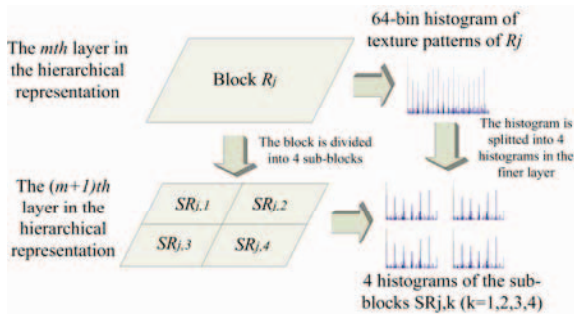 The mth layer in
the hierarchical
representation
Block Rj
64-bin histogram of
texture patterns of Rj
The block is divided
into 4 sub-blocks
The histogram is
splitted into 4
histograms in the
finer layer
The (m+1)th
layer in the
hierarchical
representation
SRj,1
SRj,2
SRj,3
SRj,4
4 histograms of the sub-
blocks SRj,k (k=1,2,3,4)